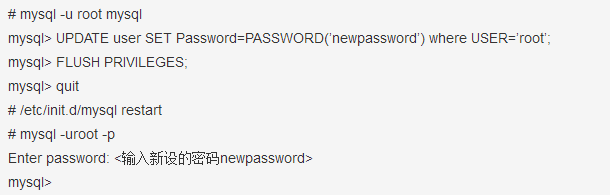 # mysql -u root mysql
mysql> UPDATE user SET Password=PASSWORD(’newpassword’) where USER=’root’;
mysql> FLUSH PRIVILEGES;
mysql> quit
# /etc/init.d/mysql restart
# mysql -uroot -p
Enter password: <输入新设的密码newpassword>
mysql>